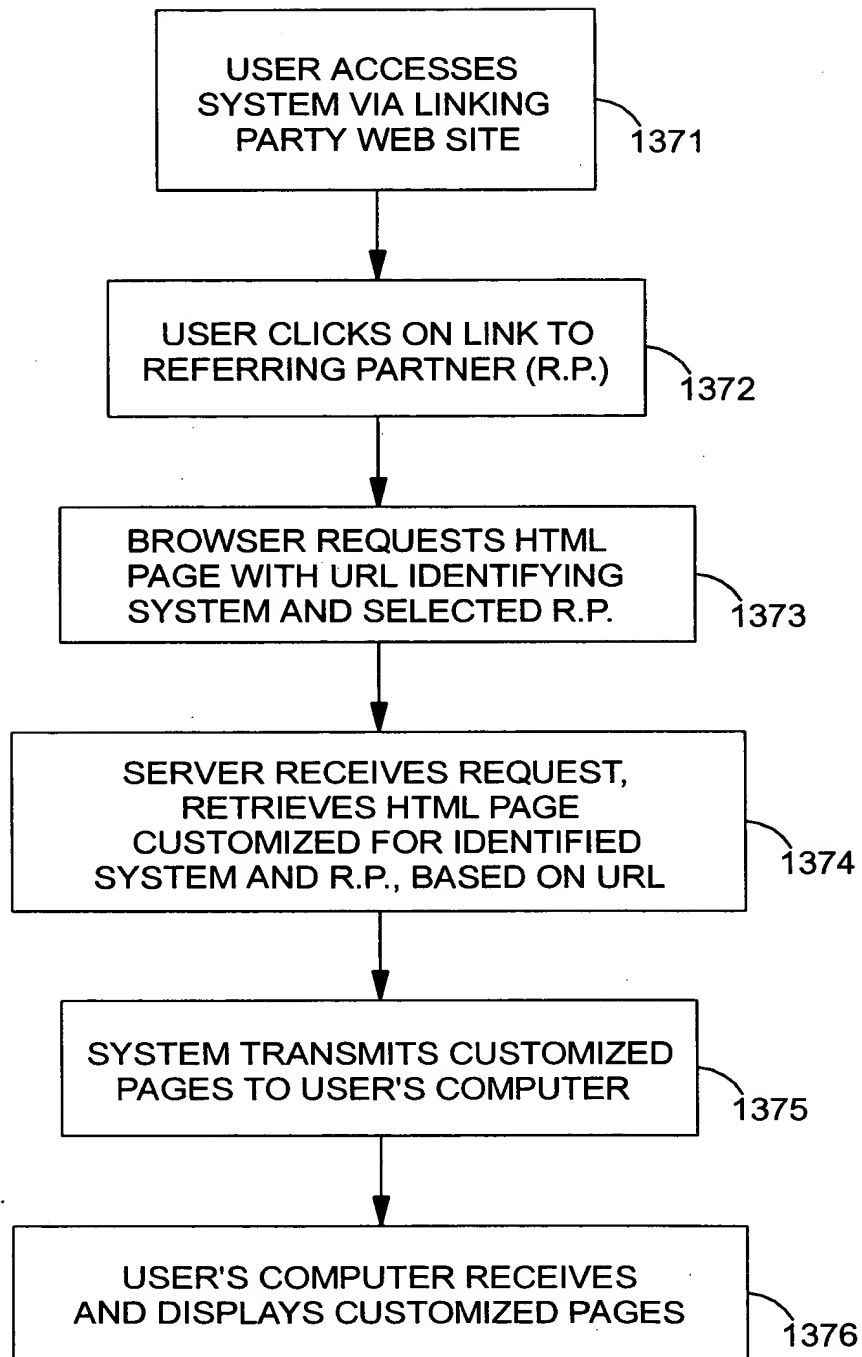 USER ACCESSES
SYSTEM VIA LINKING
PARTY WEB SITE
1371
USER CLICKS ON LINK TO
REFERRING PARTNER (R.P.)
1372
BROWSER REQUESTS HTML
PAGE WITH URL IDENTIFYING
SYSTEM AND SELECTED R.P.
1373
SERVER RECEIVES REQUEST,
RETRIEVES HTML PAGE
CUSTOMIZED FOR IDENTIFIED
SYSTEM AND R.P., BASED ON URL
1374
SYSTEM TRANSMITS CUSTOMIZED
PAGES TO USER'S COMPUTER
1375
USER'S COMPUTER RECEIVES
AND DISPLAYS CUSTOMIZED PAGES
1376